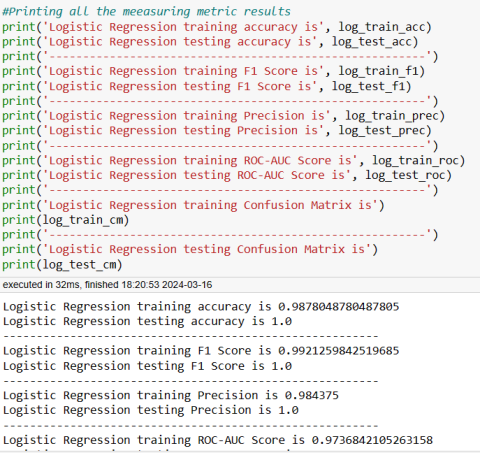 #Printing all the meeasuring metric results
print('Logistic Regression training accuracy is', log_train_acc)
print('Logistic Regression testing accuracy is', log_test_acc)
print('---------------------------------------------------')
print('Logistic Regression training F1 Score is', log_train_f1)
print('Logistic Regression testing F1 Score is', log_test_f1)
print('---------------------------------------------------')
print('Logistic Regression training Precision is', log_train_prec)
print('Logistic Regression testing Precision is', log_test_prec)
print('---------------------------------------------------')
print('Logistic Regression training ROC-AUC Score is', log_train_roc)
print('Logistic Regression testing ROC-AUC Score is', log_test_roc)
print('---------------------------------------------------')
print('Logistic Regression training Confusion Matrix is')
print(log_train_cm)
print('---------------------------------------------------')
print('Logistic Regression testing Confusion Matrix is')
print(log_test_cm)
executed in 32ms, finished 18:20:53 2024-03-16
Logistic Regression training accuracy is 0.9878048780487805
Logistic Regression testing accuracy is 1.0
---------------------------------------------------
Logistic Regression training F1 Score is 0.9921259842519685
Logistic Regression testing F1 Score is 1.0
---------------------------------------------------
Logistic Regression training Precision is 0.984375
Logistic Regression testing Precision is 1.0
---------------------------------------------------
Logistic Regression training ROC-AUC Score is 0.9736842105263158